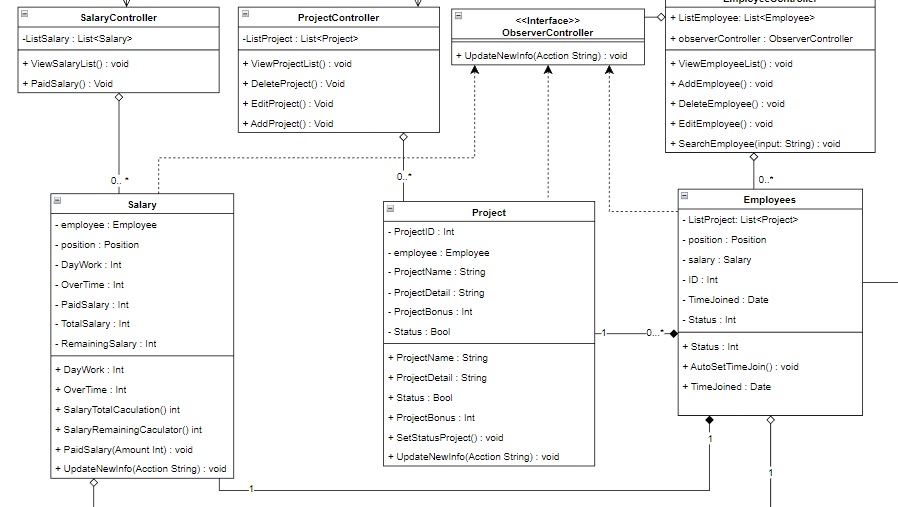 SalaryController
-ListSalary : List<Salary>
+ ViewSalaryList() : void
+ PaidSalary() : Void
ProjectController
-ListProject : List<Project>
+ ViewProjectList() : void
+ DeleteProject() : Void
+ EditProject() : Void
+ AddProject() : Void
<<Interface>>
ObserverController
+ UpdateNewInfo(Acction String) : void
EmployeeController
+ ListEmployee: List<Employee>
+ observerController : ObserverController
+ ViewEmployeeList() : void
+ AddEmployee() : void
+ DeleteEmployee() : void
+ EditEmployee() : void
+ SearchEmployee(input: String) : void
0.. *
0..*
0..*
Salary
- employee : Employee
- position : Position
- DayWork : Int
- OverTime : Int
- PaidSalary : Int
- TotalSalary : Int
- RemainingSalary : Int
+ DayWork : Int
+ OverTime : Int
+ SalaryTotalCaculation() int
+ SalaryRemainingCaculator() int
+ PaidSalary(Amount Int) : void
+ UpdateNewInfo(Acction String) : void
Project
- ProjectID : Int
- employee : Employee
- ProjectName : String
- ProjectDetail : String
- ProjectBonus : Int
- Status : Bool
+ ProjectName : String
+ ProjectDetail : String
+ Status : Bool
+ ProjectBonus : Int
+ SetStatusProject() : void
+ UpdateNewInfo(Acction String) : void
1
0...*
Employees
- ListProject: List<Project>
- position : Position
- salary : Salary
- ID : Int
- TimeJoined : Date
- Status : Int
+ Status : Int
+ AutoSetTimeJoin() : void
+ TimeJoined : Date
1
1
1